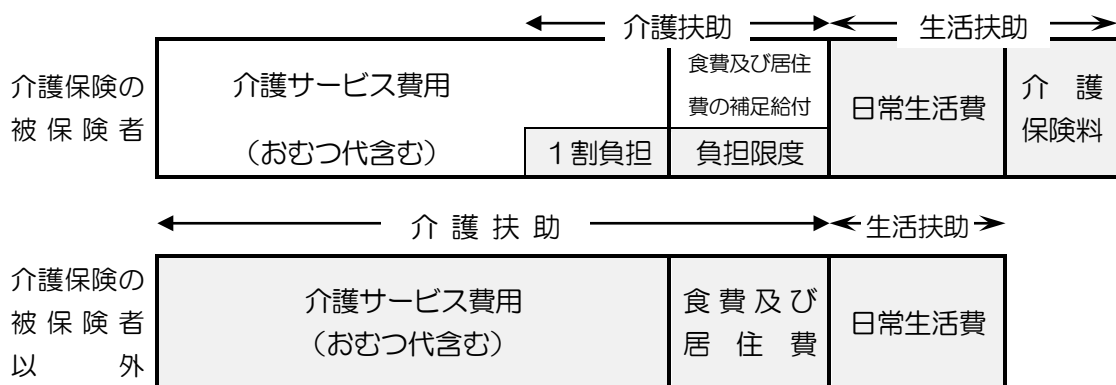 介護扶助 生活扶助
介護保険の
被保険者
介護サービス費用
(おむつ代含む)
1割負担
食費及び居住
費の補足給付
負担限度
日常生活費
介護
保険料
介護扶助 生活扶助
介護保険の
被保険者
以外
介護サービス費用
(おむつ代含む)
食費及び
居住費
日常生活費